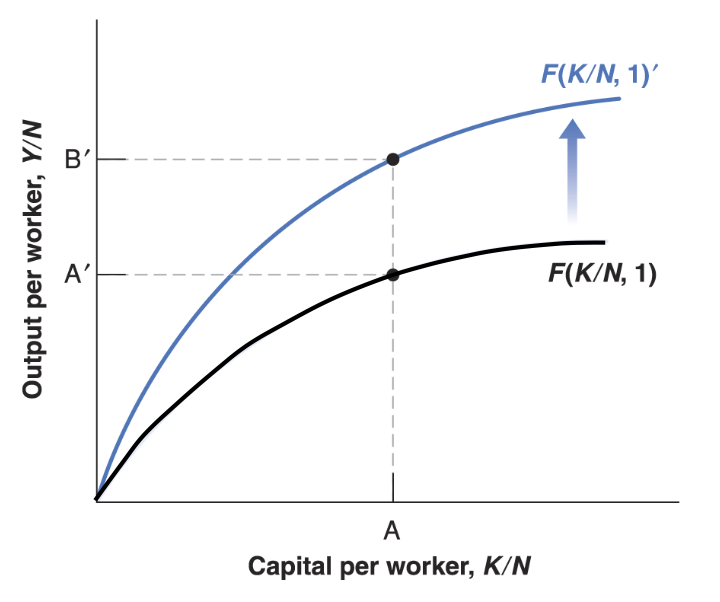 F(K/N, 1)′
Output per worker, Y/N
B′
A′
F(K/N, 1)
A
Capital per worker, K/N